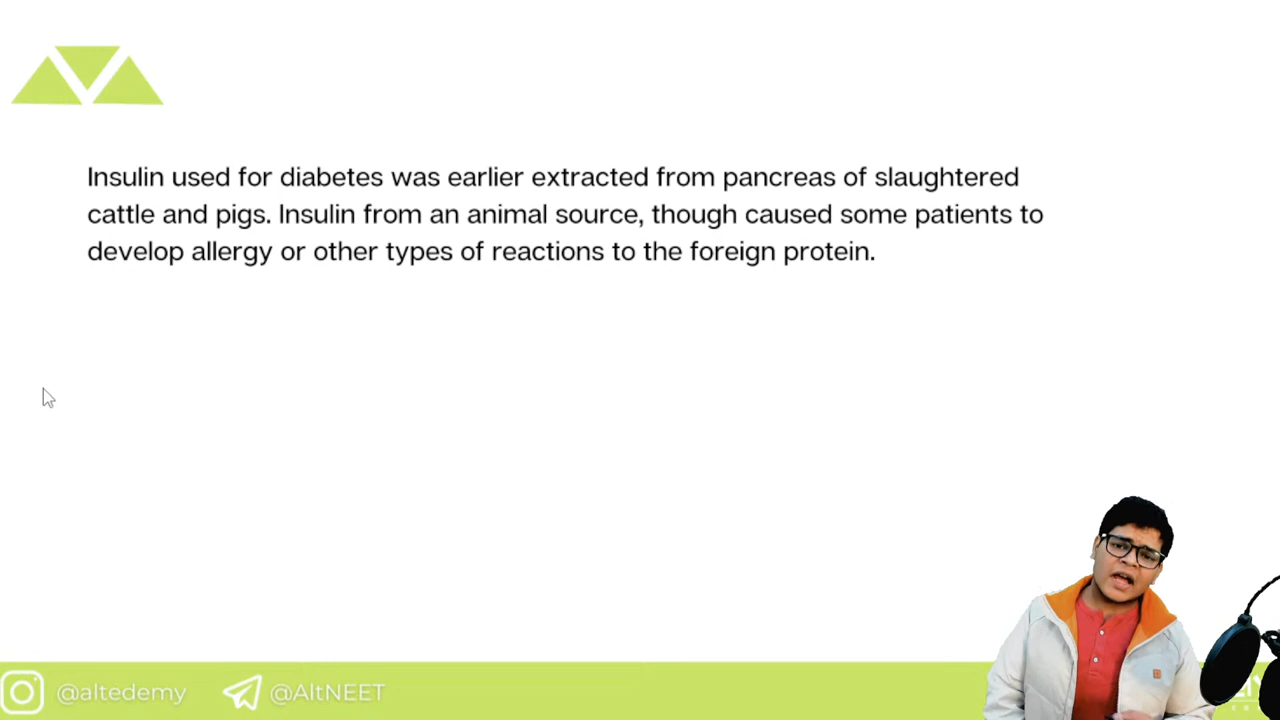 Insulin used for diabetes was earlier extracted from pancreas of slaughtered
cattle and pigs. Insulin from an animal source, though caused some patients to
develop allergy or other types of reactions to the foreign protein.
@altedemy @AltNEET